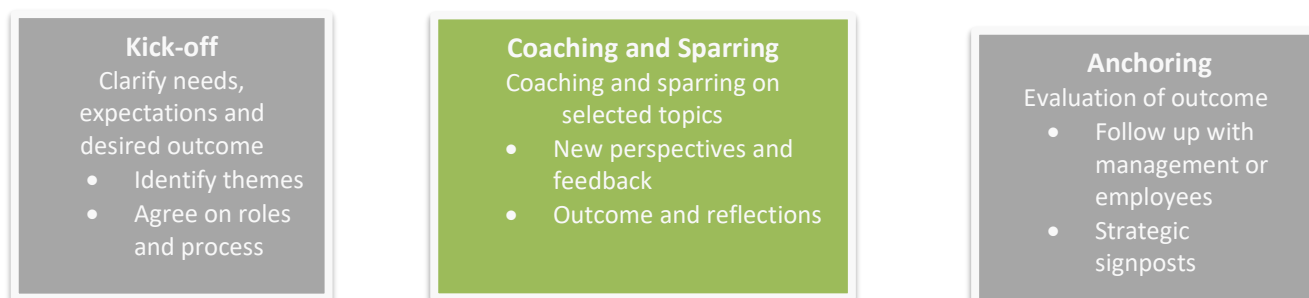 Kick-off
Clarify needs,
expectations and
desired outcome
• Identify themes
• Agree on roles
and process
Coaching and Sparring
Coaching and sparring on
selected topics
• New perspectives and
feedback
• Outcome and reflections
Anchoring
Evaluation of outcome
• Follow up with
management or
employees
• Strategic
signposts